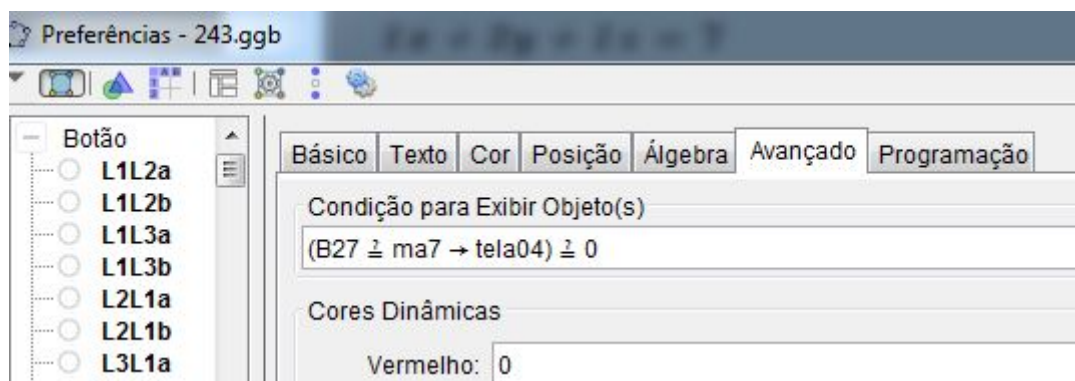 Preferências - 243.ggb
Botão
L1L2a
L1L2b
L1L3a
L1L3b
L2L1a
L2L1b
L3L1a
Básico Texto Cor Posição Álgebra Avançado Programação
Condição para Exibir Objeto(s)
(B27 ≟ ma7 → tela04) ≟ 0
Cores Dinâmicas
Vermelho: 0